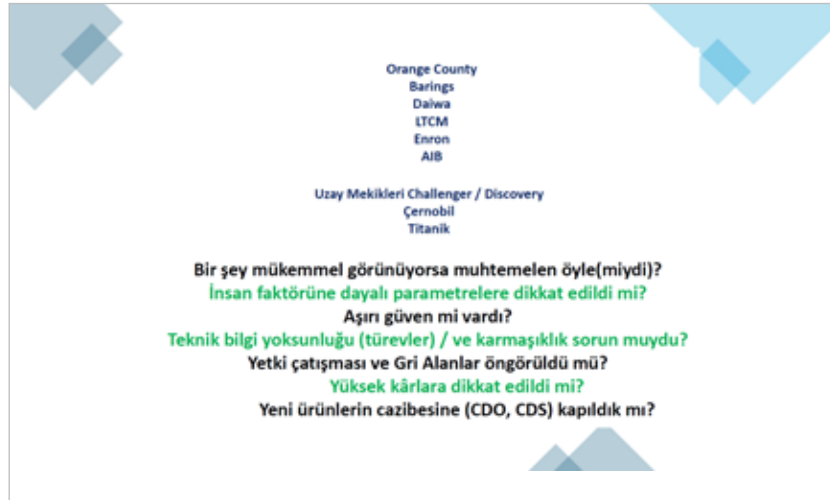 Orange County
Barings
Daiwa
LTCM
Enron
AIB
Uzay Mekikleri Challenger / Discovery
Çernobil
Titanik
Bir şey mükemmel görünüyorsa muhtemelen öyle(miydi)?
İnsan faktörüne dayalı parametrelere dikkat edildi mi?
Aşırı güven mi vardı?
Teknik bilgi yoksunluğu (türevler) / ve karmaşıklık sorun muydu?
Yetki çatışması ve Gri Alanlar öngörüldü mü?
Yüksek kârlara dikkat edildi mi?
Yeni ürünlerin cazibesine (CDO, CDS) kapıldık mı?